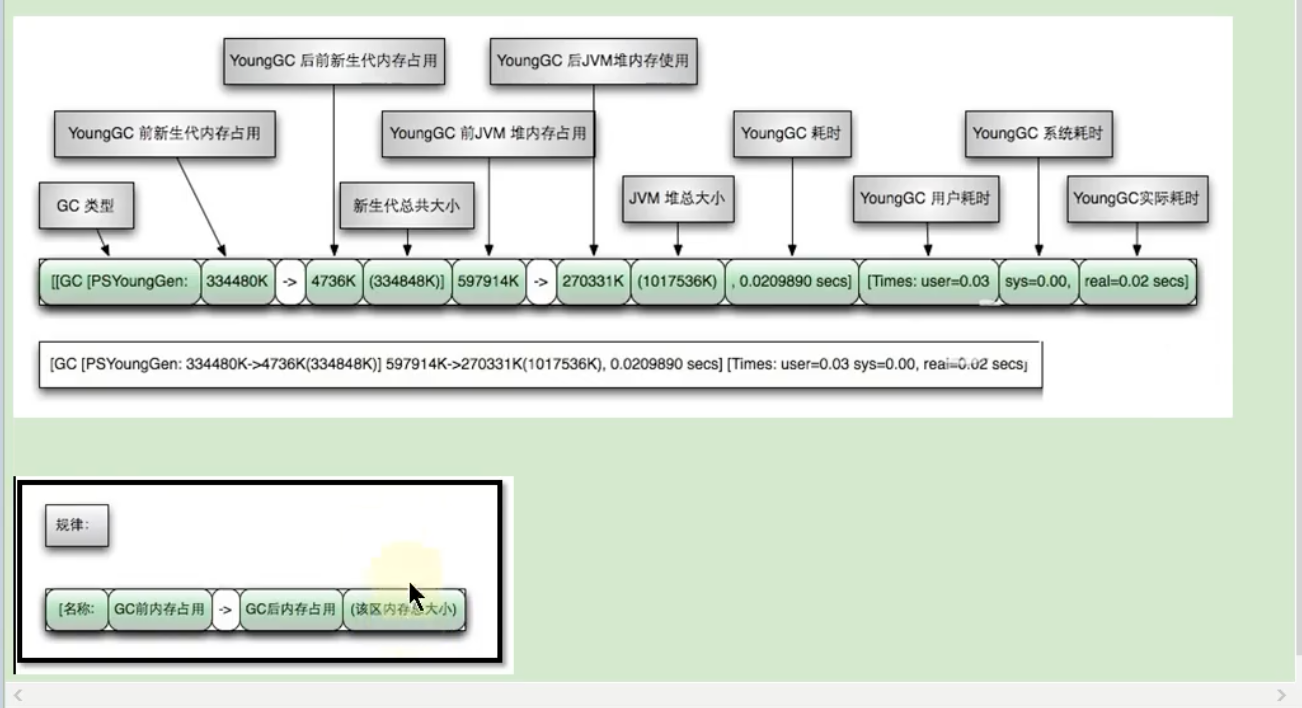 YoungGC 后前新生代内存占用
YoungGC 后JVM堆内存使用
YoungGC 前新生代内存占用
YoungGC 前JVM 堆内存占用
YoungGC 耗时
YoungGC 系统耗时
GC 类型
新生代总共大小
JVM 堆总大小
YoungGC 用户耗时
YoungGC实际耗时
[[GC [PSYoungGen: 334480K -> 4736K (334848K)] 597914K -> 270331K (1017536K) , 0.0209890 secs] [Times: user=0.03 sys=0.00, real=0.02 secs]
[GC [PSYoungGen: 334480K->4736K(334848K)] 597914K->270331K(1017536K), 0.0209890 secs] [Times: user=0.03 sys=0.00, real=0.02 secs]
规律:
[名称: GC前内存占用 -> GC后内存占用 (该区内存总大小)